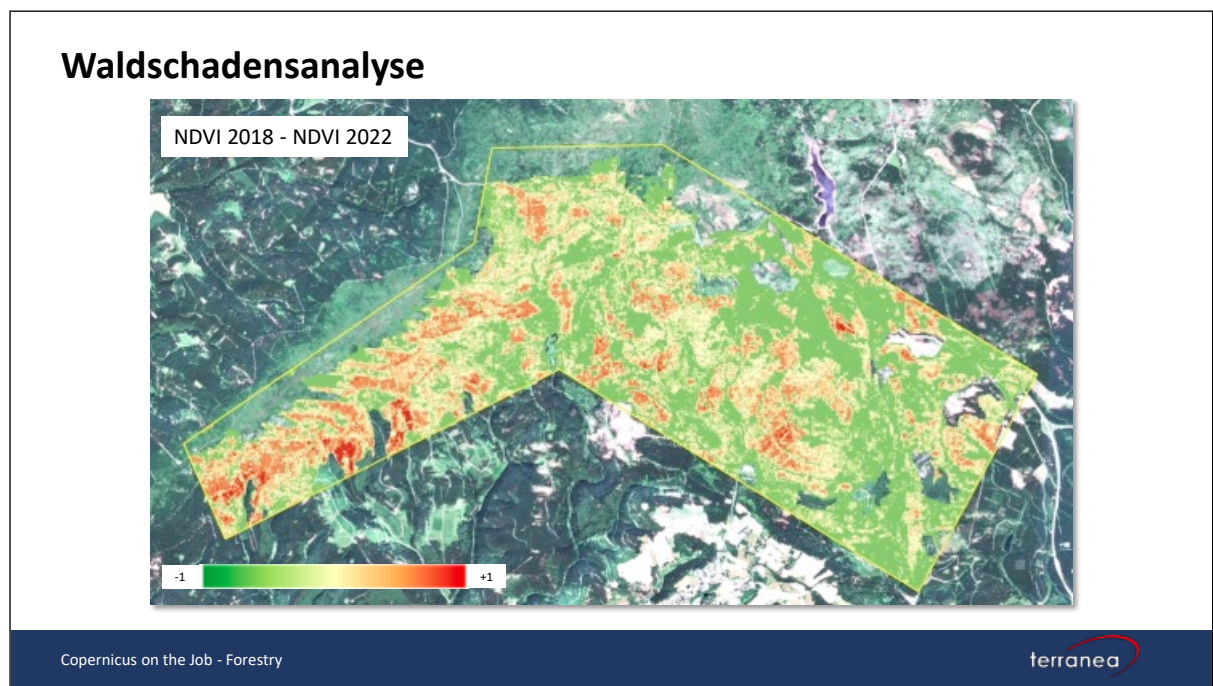 Waldschadensanalyse
NDVI 2018 - NDVI 2022
-1
+1
Copernicus on the Job - Forestry
terranea